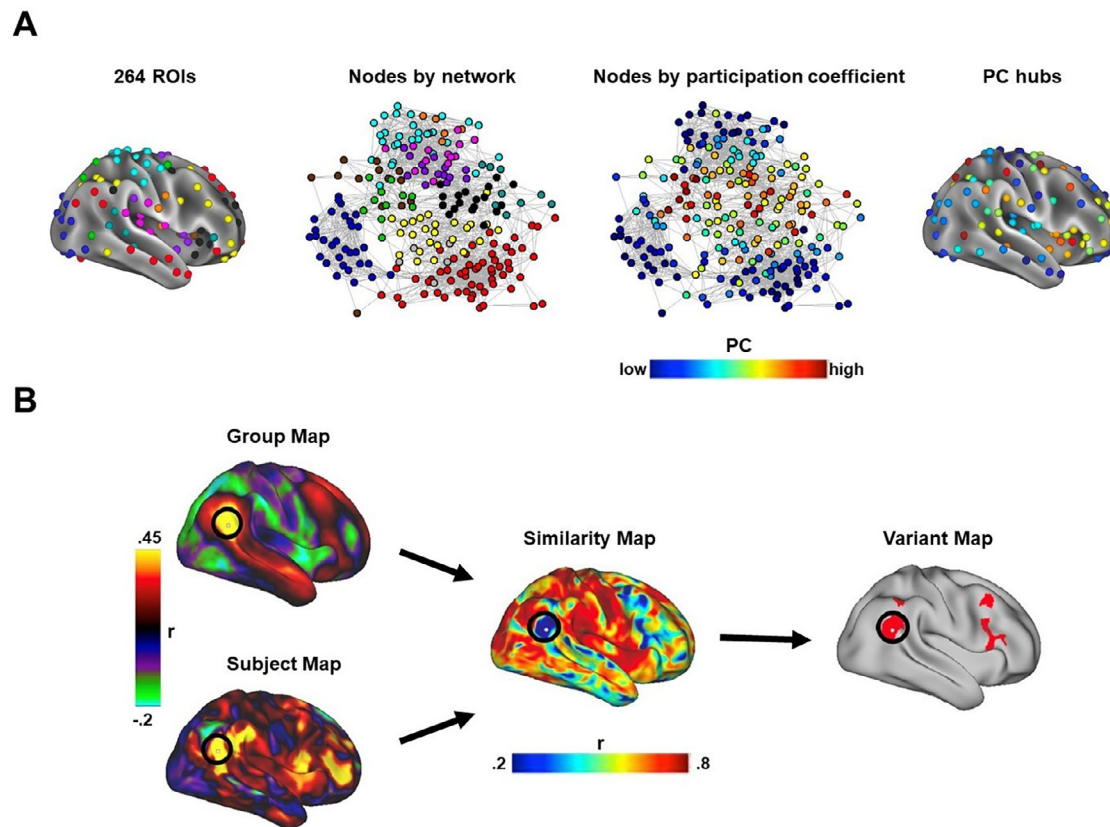 A
264 ROIs
Nodes by network
Nodes by participation coefficient
PC hubs
PC
low
high
B
Group Map
.45
r
-.2
Subject Map
Similarity Map
r
.2
.8
Variant Map